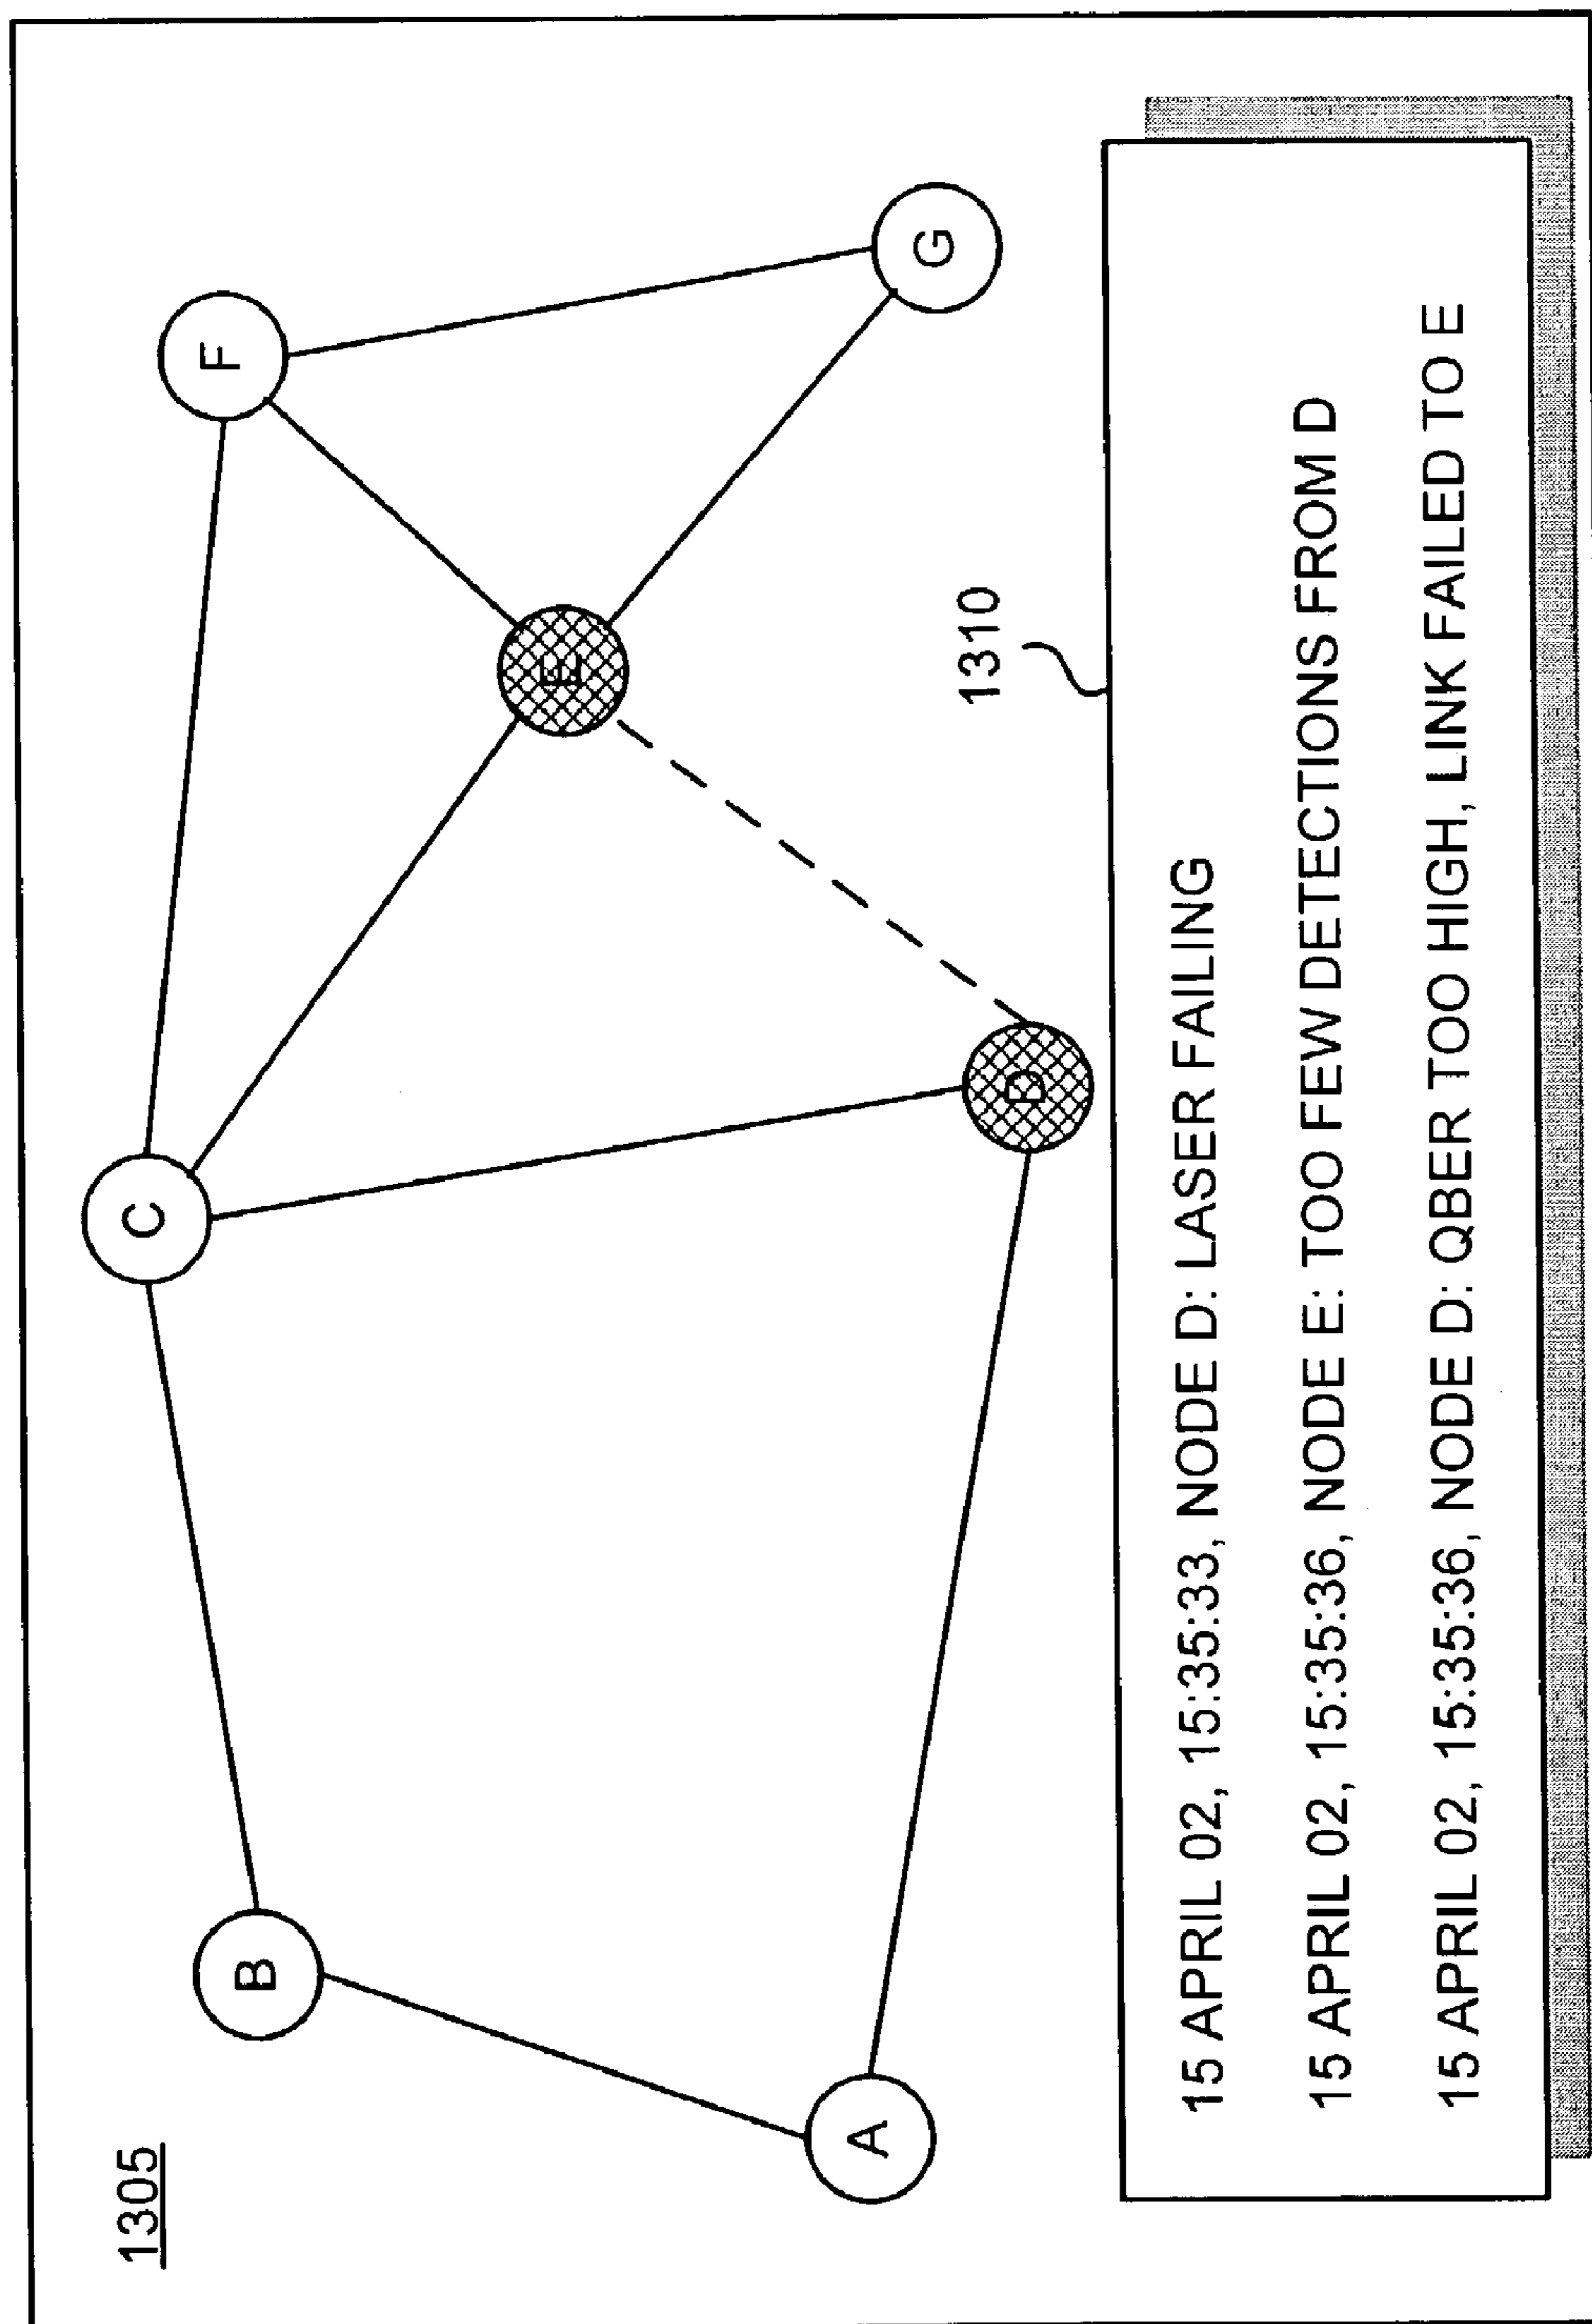 1305
C
F
B
E
G
A
D
1310
15 APRIL 02, 15:35:33, NODE D: LASER FAILING
15 APRIL 02, 15:35:36, NODE E: TOO FEW DETECTIONS FROM D
15 APRIL 02, 15:35:36, NODE D: QBER TOO HIGH, LINK FAILED TO E